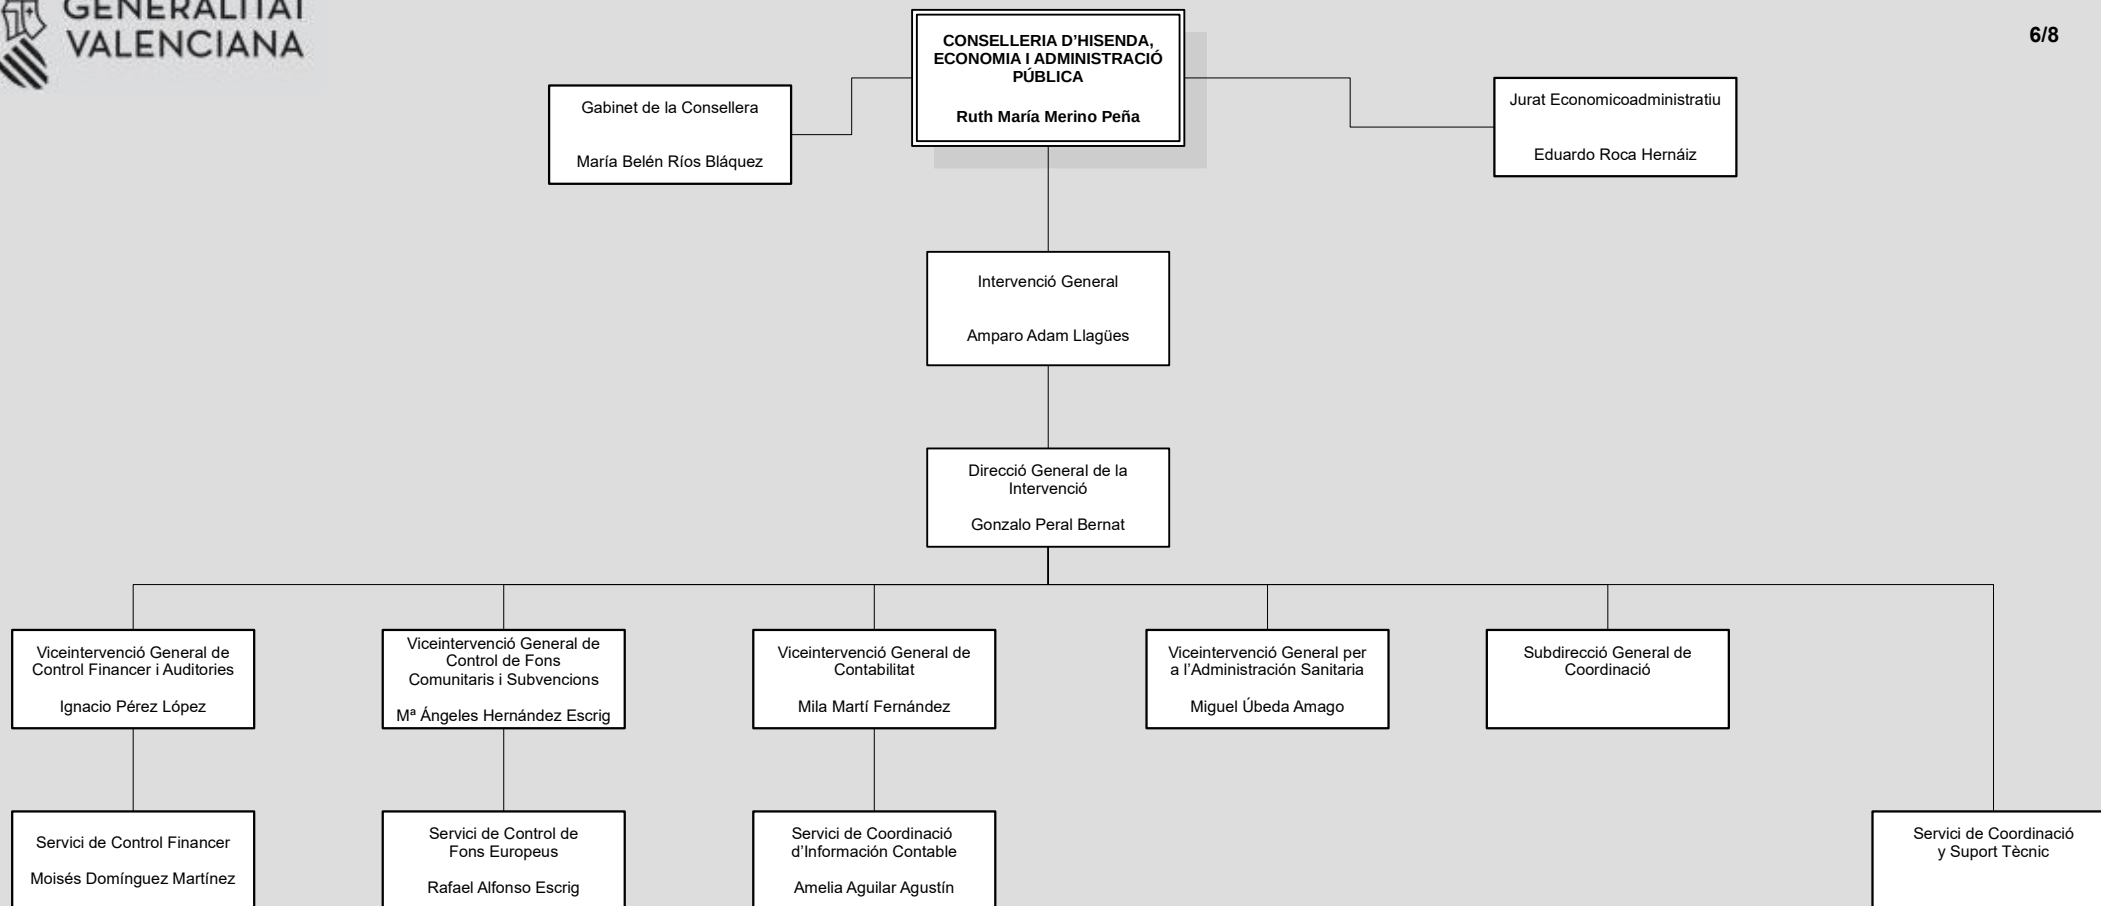 GENERALITAT
VALENCIANA
6/8
CONSELLERIA D'HISENDA,
ECONOMIA I ADMINISTRACIÓ
PÚBLICA
Ruth María Merino Peña
Gabinet de la Consellera
María Belén Ríos Bláquez
Jurat Economicoadministratiu
Eduardo Roca Hernáiz
Intervenció General
Amparo Adam Llagües
Direcció General de la
Intervenció
Gonzalo Peral Bernat
Viceintervenció General de
Control Financer i Auditories
Ignacio Pérez López
Viceintervenció General de
Control de Fons
Comunitaris i Subvencions
Mª Ángeles Hernández Escrig
Viceintervenció General de
Contabilitat
Mila Martí Fernández
Viceintervenció General per
a l'Administración Sanitaria
Miguel Úbeda Amago
Subdirecció General de
Coordinació
Servici de Control Financer
Moisés Domínguez Martínez
Servici de Control de
Fons Europeus
Rafael Alfonso Escrig
Servici de Coordinació
d'Información Contable
Amelia Aguilar Agustín
Servici de Coordinació
y Suport Tècnic